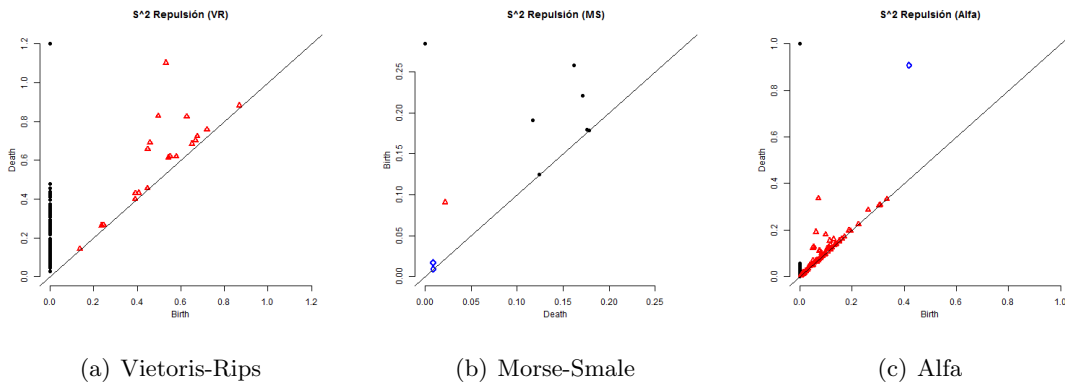 S^2 Repulsión (VR)
Death
0.0 0.2 0.4 0.6 0.8 1.0 1.2
0.0 0.2 0.4 0.6 0.8 1.0 1.2
Birth
(a) Vietoris-Rips
S^2 Repulsión (MS)
Birth
0.00 0.05 0.10 0.15 0.20 0.25
0.00 0.05 0.10 0.15 0.20 0.25
Death
(b) Morse-Smale
S^2 Repulsión (Alfa)
Death
0.0 0.2 0.4 0.6 0.8 1.0
0.0 0.2 0.4 0.6 0.8 1.0
Birth
(c) Alfa